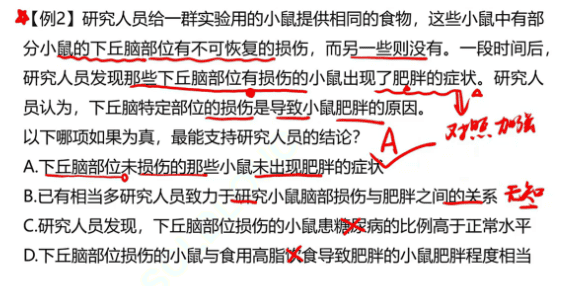 【例2】研究人员给一群实验用的小鼠提供相同的食物，这些小鼠中有部
分小鼠的下丘脑部位有不可恢复的损伤，而另一些则没有。一段时间后，
研究人员发现那些下丘脑部位有损伤的小鼠出现了肥胖的症状。研究人
员认为，下丘脑特定部位的损伤是导致小鼠肥胖的原因。
对照 加强
以下哪项如果为真，最能支持研究人员的结论？
A
A.下丘脑部位未损伤的那些小鼠未出现肥胖的症状
B.已有相当多研究人员致力于研究小鼠脑部损伤与肥胖之间的关系 无知
C.研究人员发现，下丘脑部位损伤的小鼠患糖尿病的比例高于正常水平
D.下丘脑部位损伤的小鼠与食用高脂饮食导致肥胖的小鼠肥胖程度相当